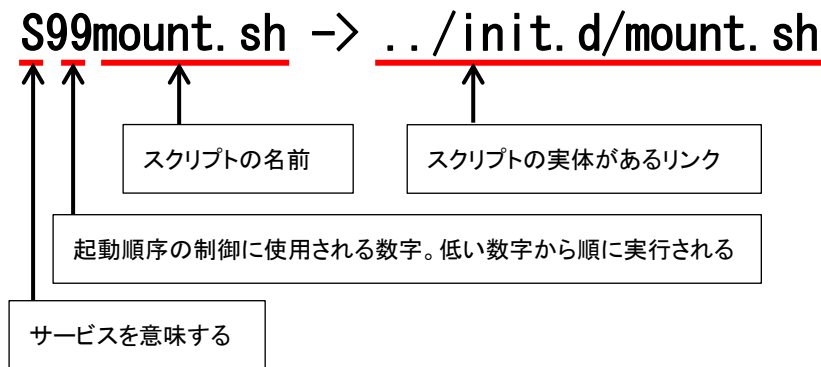 S99mount.sh -> ../init.d/mount.sh
スクリプトの名前
スクリプトの実体があるリンク
起動順序の制御に使用される数字。低い数字から順に実行される
サービスを意味する